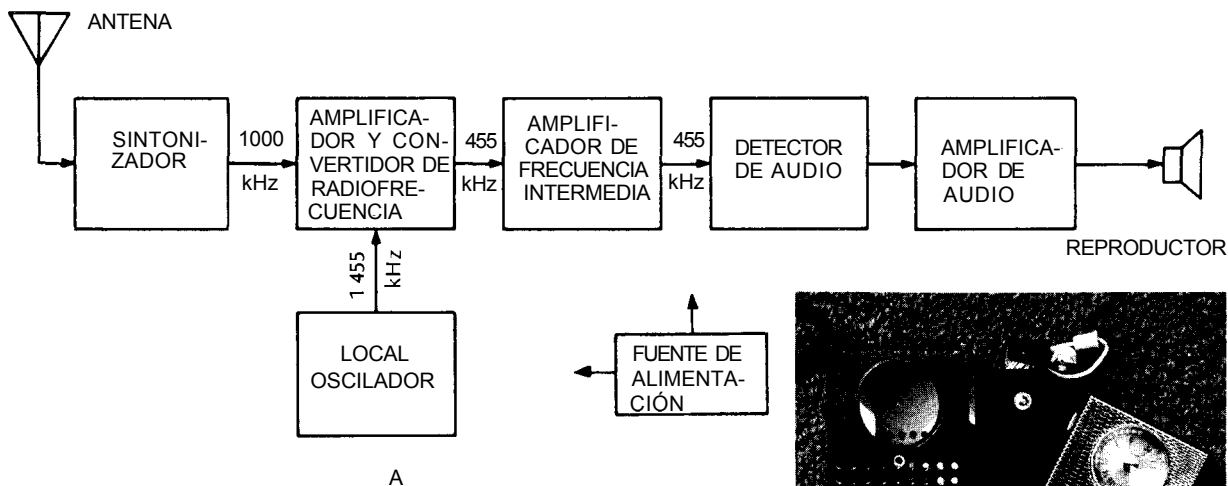 ANTENA
SINTONI-
ZADOR
1000
kHz
AMPLIFICA-
DOR Y CON-
VERTIDOR DE
RADIOFRE-
CUENCIA
455
kHz
AMPLIFI-
CADOR DE
FRECUENCIA
INTERMEDIA
455
kHz
DETECTOR
DE AUDIO
AMPLIFICA-
DOR DE
AUDIO
REPRODUCTOR
1 455
kHz
LOCAL
OSCILADOR
FUENTE DE
ALIMENTA-
CIÓN
A